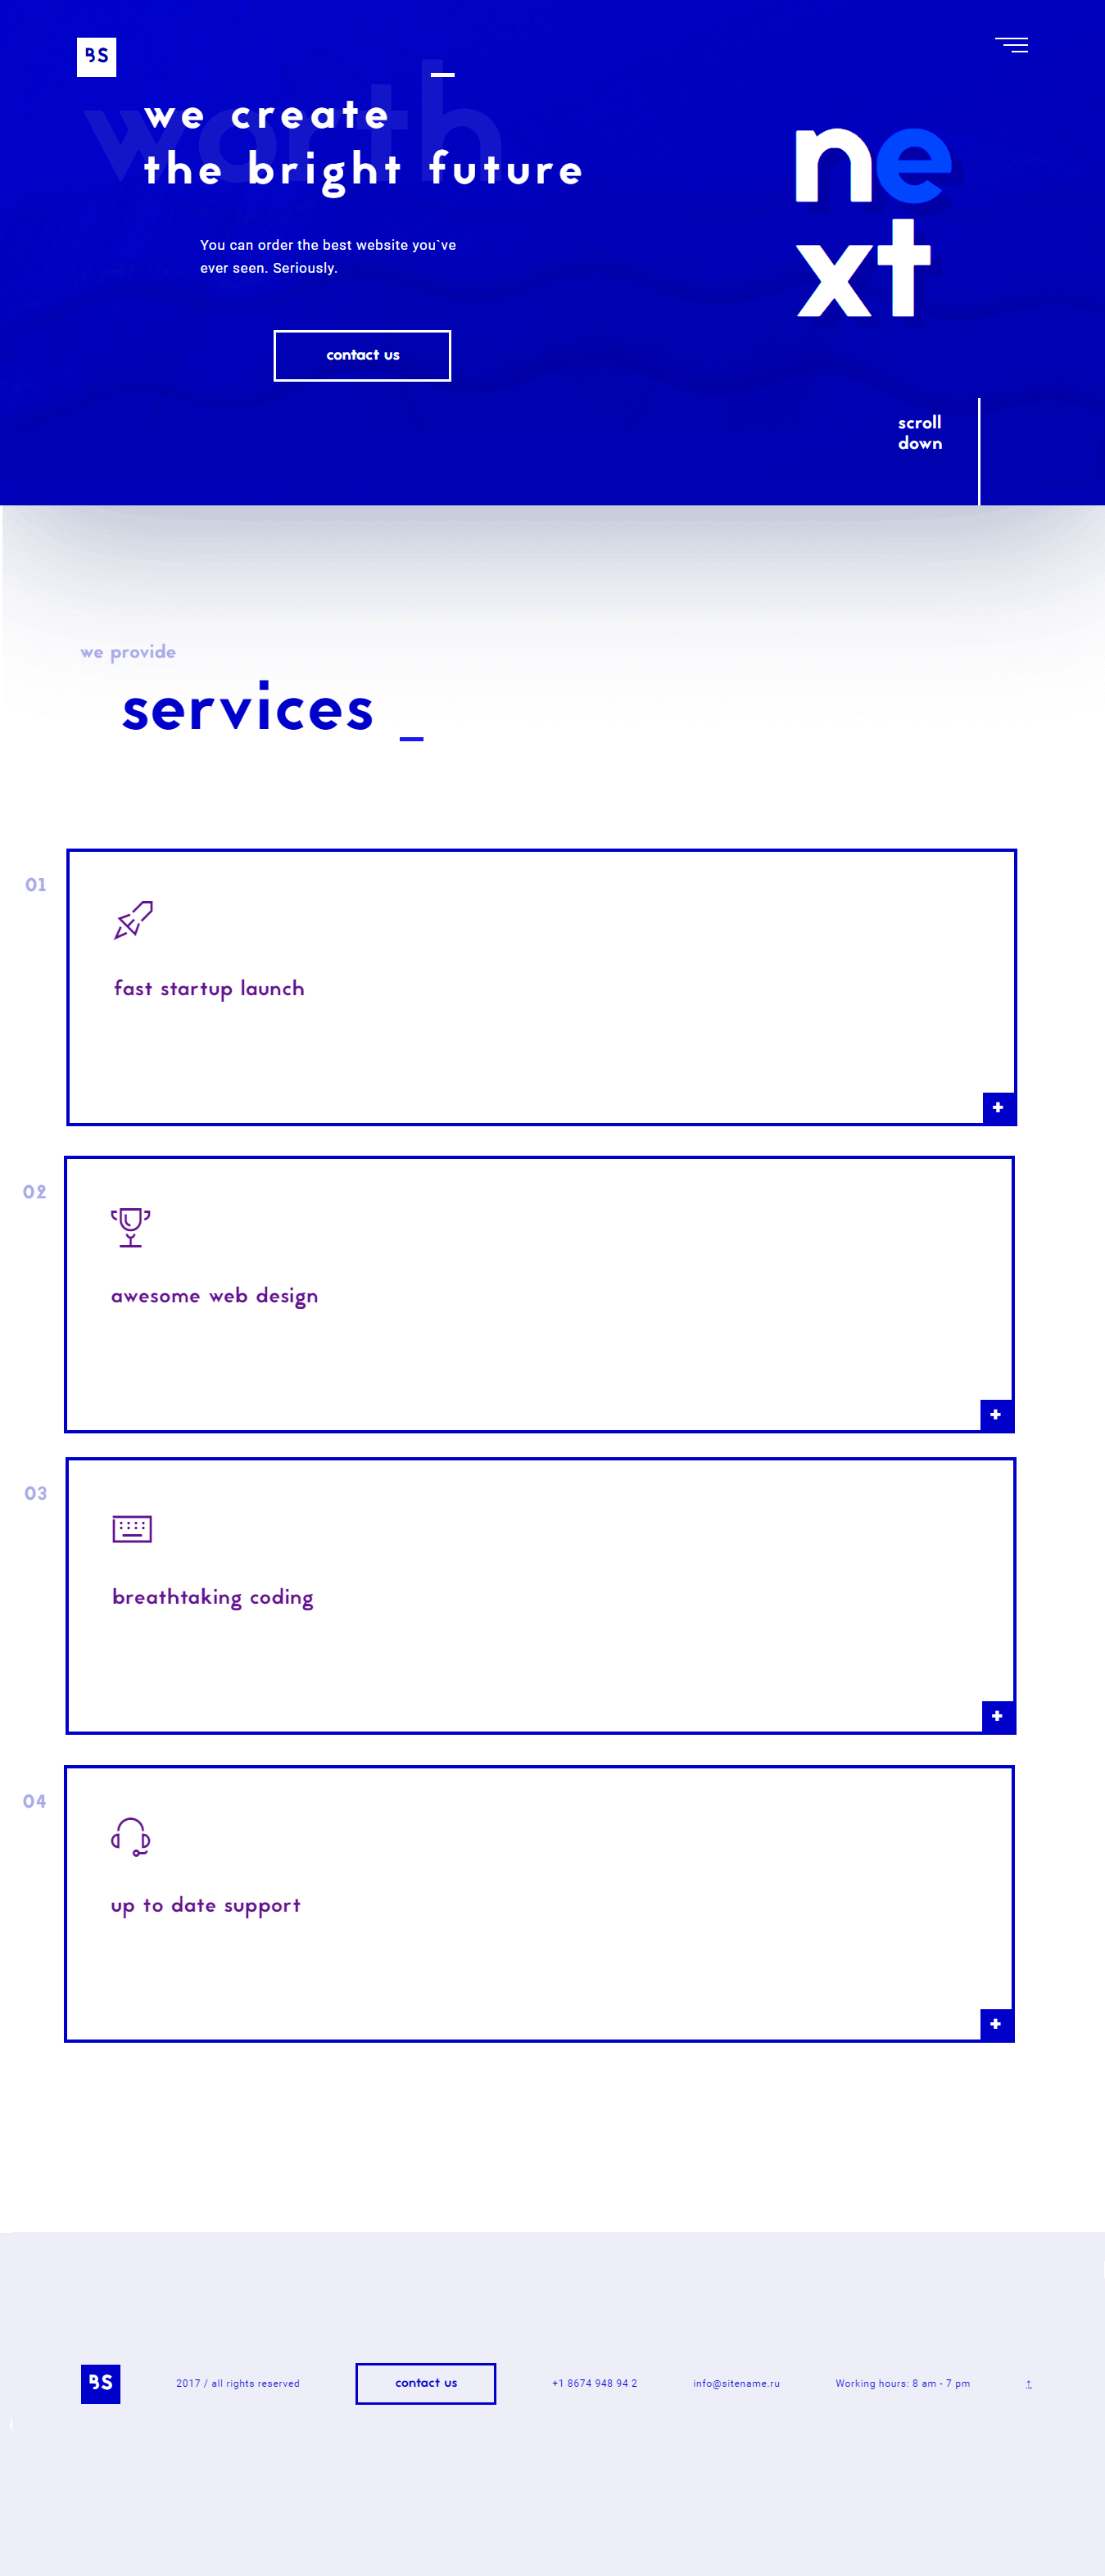 BS
worth
we create
the bright future
You can order the best website you`ve
ever seen. Seriously.
contact us
ne
xt
scroll
down
we provide
services _
01
fast startup launch
+
02
awesome web design
+
03
breathtaking coding
+
04
up to date support
+
BS
2017 / all rights reserved
contact us
+1 8674 948 94 2
info@sitename.ru
Working hours: 8 am - 7 pm
↑